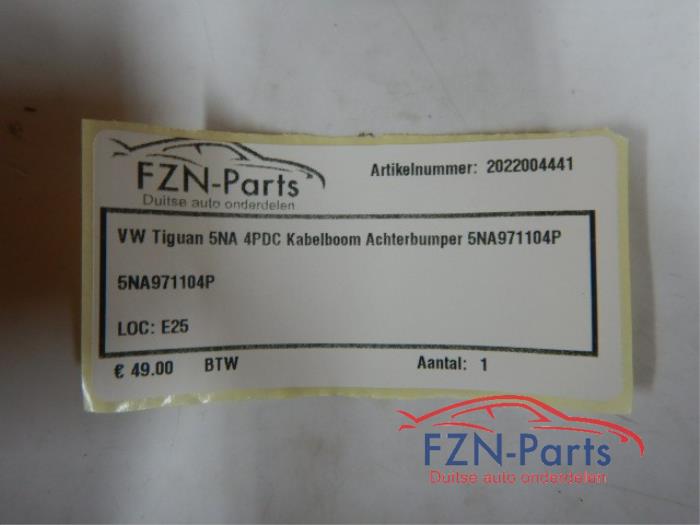 FZN-Parts
Duitse auto onderdelen
Artikelnummer: 2022004441
VW Tiguan 5NA 4PDC Kabelboom Achterbumper 5NA971104P
5NA971104P
LOC: E25
€ 49.00 BTW Aantal: 1
FZN-Parts
Duitse auto onderdelen